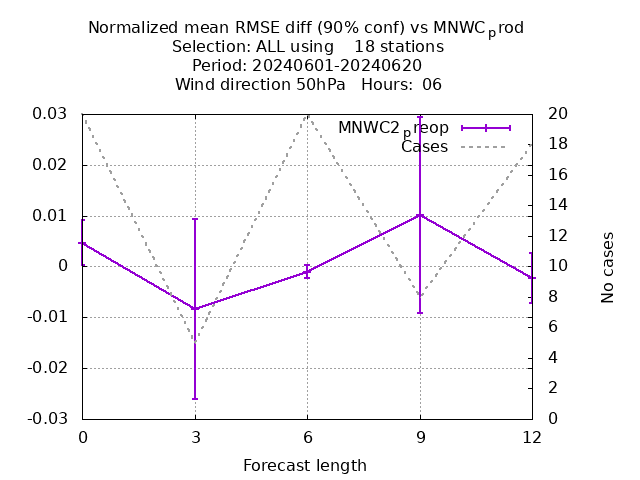 Normalized mean RMSE diff (90% conf) vs MNWCprod
Selection: ALL using    18 stations
Period: 20240601-20240620
Wind direction 50hPa   Hours:  06
MNWC2preop
Cases
0.03
0.02
0.01
0
-0.01
-0.02
-0.03
20
18
16
14
12
10
8
6
4
2
0
No cases
0 3 6 9 12
Forecast length